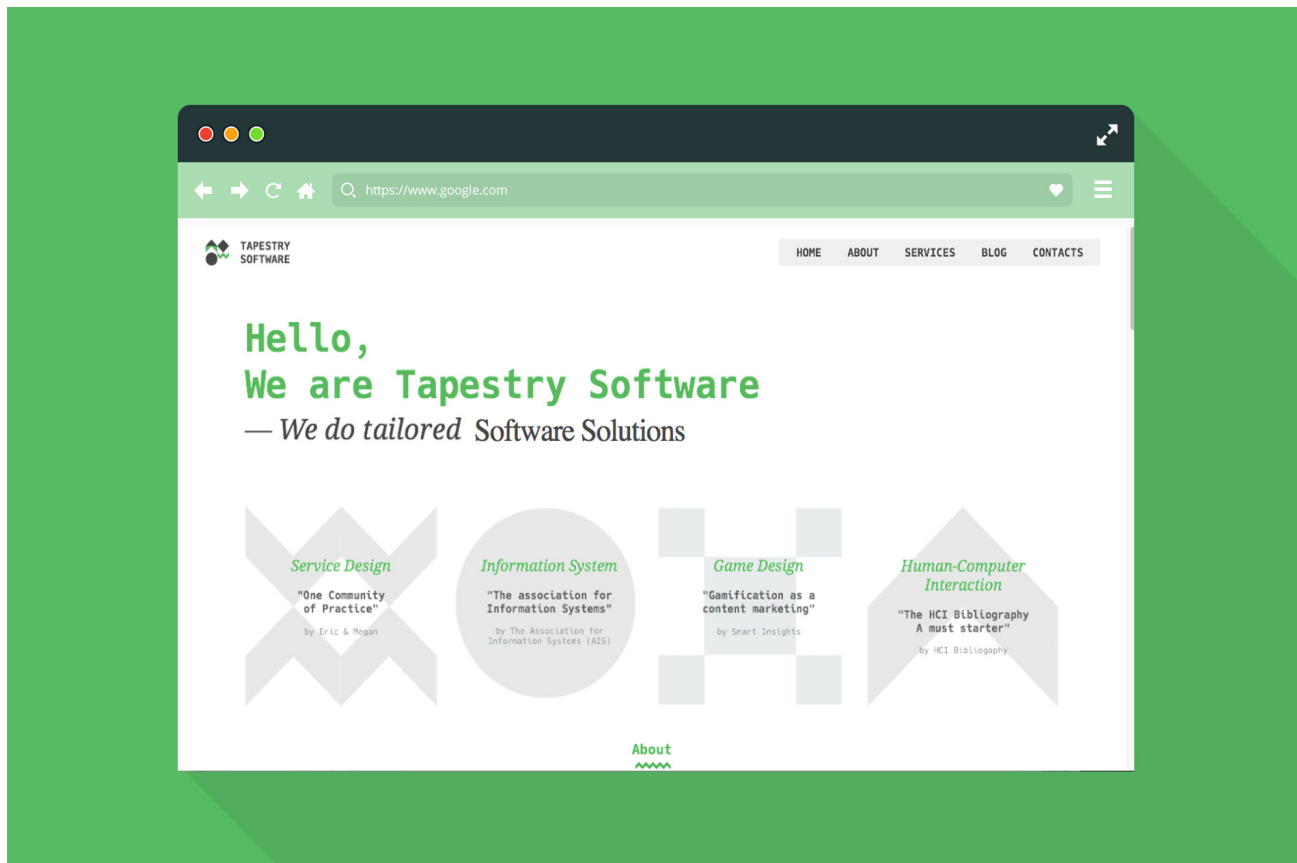 https://www.google.com
TAPESTRY
SOFTWARE
HOME ABOUT SERVICES BLOG CONTACTS
Hello,
We are Tapestry Software
— We do tailored Software Solutions
Service Design
"One Community
of Practice"
by Eric & Megan
Information System
"The association for
Information Systems"
by The Association for
Information Systems (AIS)
Game Design
"Gamification as a
content marketing"
by Smart Insights
Human-Computer
Interaction
"The HCI Bibliography
A must starter"
by HCI Bibliogaphy
About